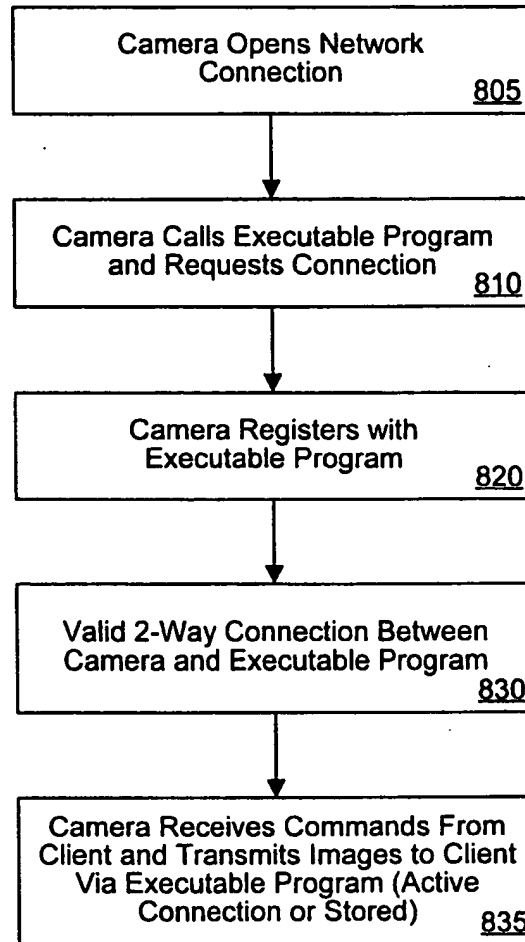 Camera Opens Network
Connection
805
Camera Calls Executable Program
and Requests Connection
810
Camera Registers with
Executable Program
820
Valid 2-Way Connection Between
Camera and Executable Program
830
Camera Receives Commands From
Client and Transmits Images to Client
Via Executable Program (Active
Connection or Stored)
835